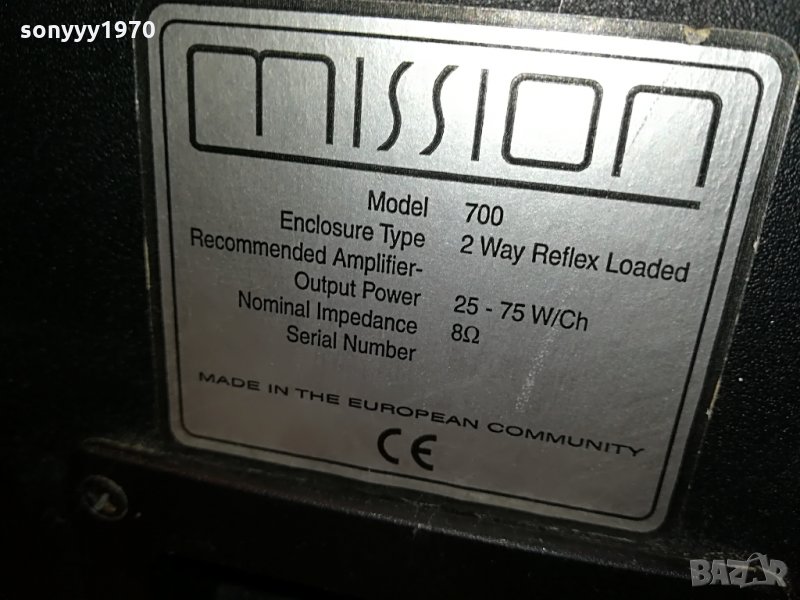 sonyyy1970
mission
Model 700
Enclosure Type 2 Way Reflex Loaded
Recommended Amplifier-
Output Power 25 - 75 W/Ch
Nominal Impedance 8Ω
Serial Number
MADE IN THE EUROPEAN COMMUNITY
CE
BAZAR